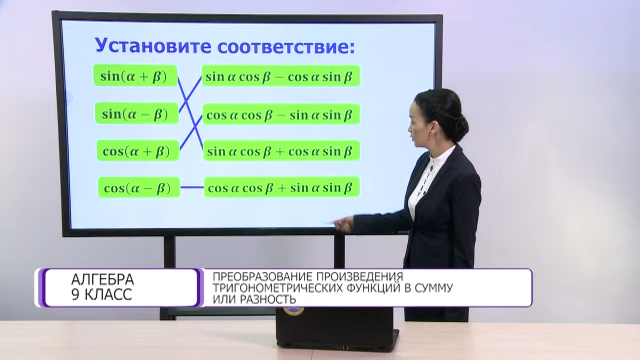 Установите соответствие:
sin(α + β)
sin α cos β − cos α sin β
sin(α − β)
cos α cos β − sin α sin β
cos(α + β)
sin α cos β + cos α sin β
cos(α − β)
cos α cos β + sin α sin β
АЛГЕБРА
9 КЛАСС
ПРЕОБРАЗОВАНИЕ ПРОИЗВЕДЕНИЯ
ТРИГОНОМЕТРИЧЕСКИХ ФУНКЦИЙ В СУММУ
ИЛИ РАЗНОСТЬ